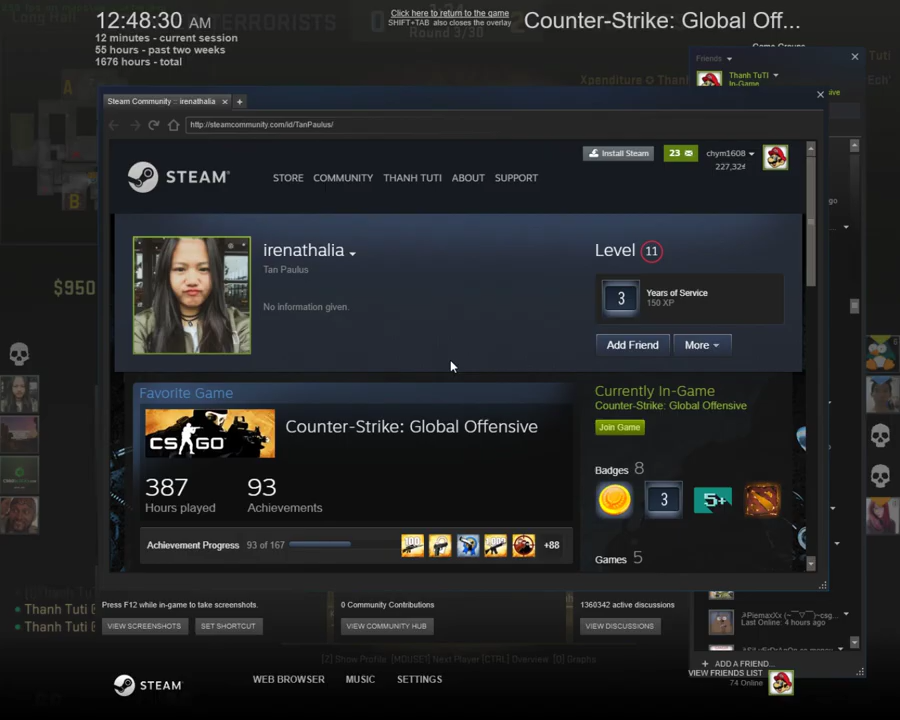 12:48:30 AM
12 minutes - current session
55 hours - past two weeks
1676 hours - total
Click here to return to the game
SHIFT+TAB also closes the overlay
Round 3/30
Counter-Strike: Global Off...
Friends
Thanh TuTI
In-Game
Steam Community :: irenathalia
http://steamcommunity.com/id/TanPaulus/
Install Steam
23
chym1608
227,32₫
STEAM
STORE COMMUNITY THANH TUTI ABOUT SUPPORT
irenathalia
Tan Paulus
No information given.
Level 11
3
Years of Service
150 XP
Add Friend
More
Favorite Game
CS GO
Counter-Strike: Global Offensive
387
Hours played
93
Achievements
Achievement Progress 93 of 167
+88
Currently In-Game
Counter-Strike: Global Offensive
Join Game
Badges 8
3
5+
Games 5
A
B
$950
Thanh Tuti
Thanh Tuti
Press F12 while in-game to take screenshots.
VIEW SCREENSHOTS
SET SHORTCUT
0 Community Contributions
VIEW COMMUNITY HUB
1360342 active discussions
VIEW DISCUSSIONS
Last Online: 4 hours ago
[Z] Show Profile [MOUSE1] Next Player [CTRL] Overview
ADD A FRIEND...
VIEW FRIENDS LIST
74 Online
STEAM
WEB BROWSER
MUSIC
SETTINGS